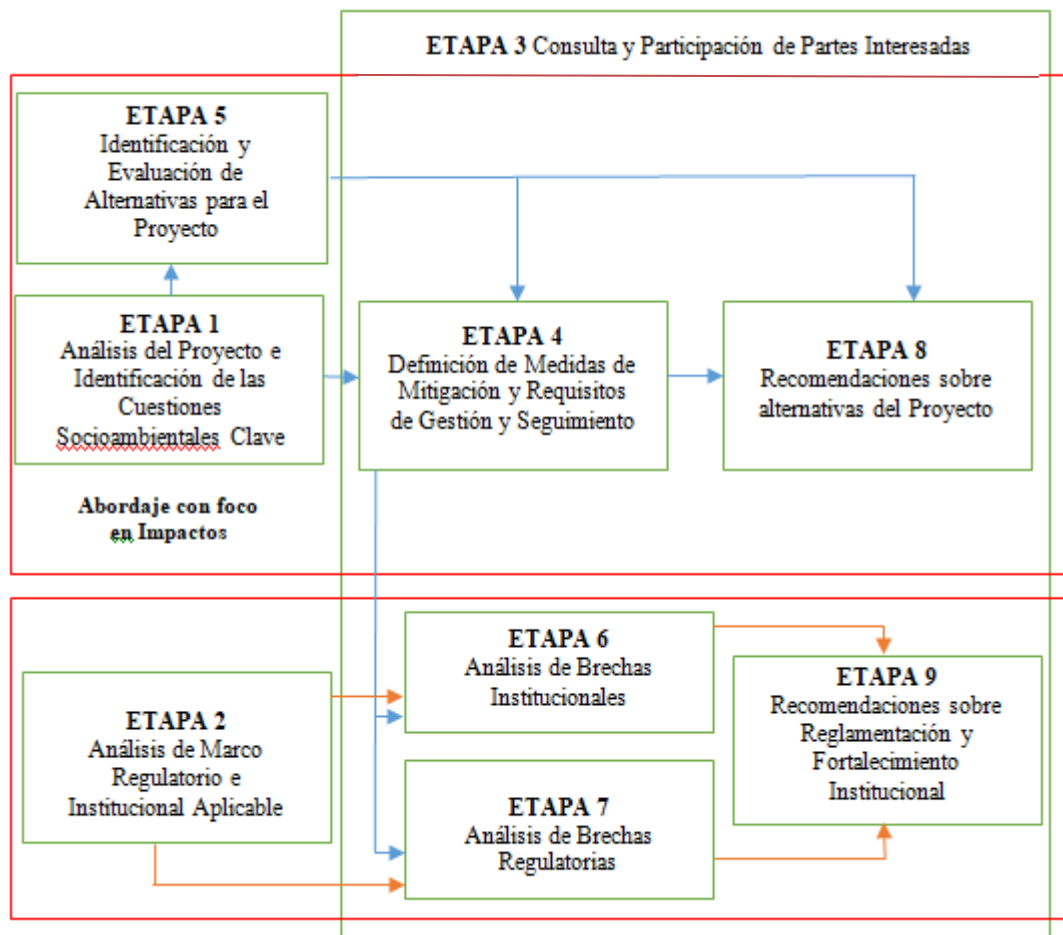 ETAPA 3 Consulta y Participación de Partes Interesadas
ETAPA 5
Identificación y
Evaluación de
Alternativas para el
Proyecto
ETAPA 1
Análisis del Proyecto e
Identificación de las
Cuestiones
Socioambientales Clave
ETAPA 4
Definición de Medidas de
Mitigación y Requisitos
de Gestión y Seguimiento
ETAPA 8
Recomendaciones sobre
alternativas del Proyecto
Abordaje con foco
en Impactos
ETAPA 6
Análisis de Brechas
Institucionales
ETAPA 2
Análisis de Marco
Regulatorio e
Institucional Aplicable
ETAPA 9
Recomendaciones sobre
Reglamentación y
Fortalecimiento
Institucional
ETAPA 7
Análisis de Brechas
Regulatorias